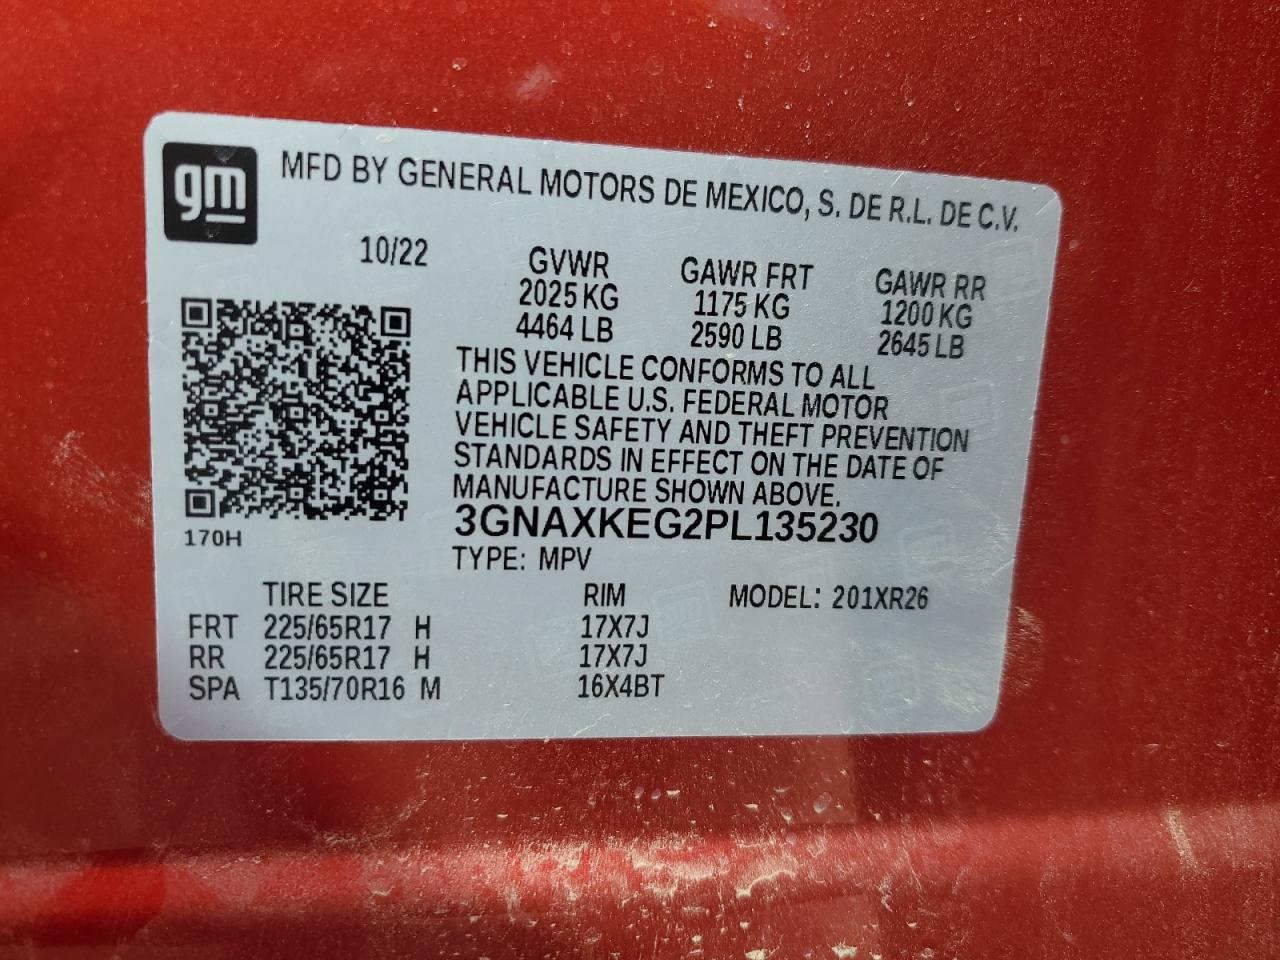 gm
MFD BY GENERAL MOTORS DE MEXICO, S. DE R.L. DE C.V.
10/22
GVWR GAWR FRT GAWR RR
2025 KG 1175 KG 1200 KG
4464 LB 2590 LB 2645 LB
THIS VEHICLE CONFORMS TO ALL
APPLICABLE U.S. FEDERAL MOTOR
VEHICLE SAFETY AND THEFT PREVENTION
STANDARDS IN EFFECT ON THE DATE OF
MANUFACTURE SHOWN ABOVE.
3GNAXKEG2PL135230
170H
TYPE: MPV
TIRE SIZE RIM MODEL: 201XR26
FRT 225/65R17 H 17X7J
RR 225/65R17 H 17X7J
SPA T135/70R16 M 16X4BT